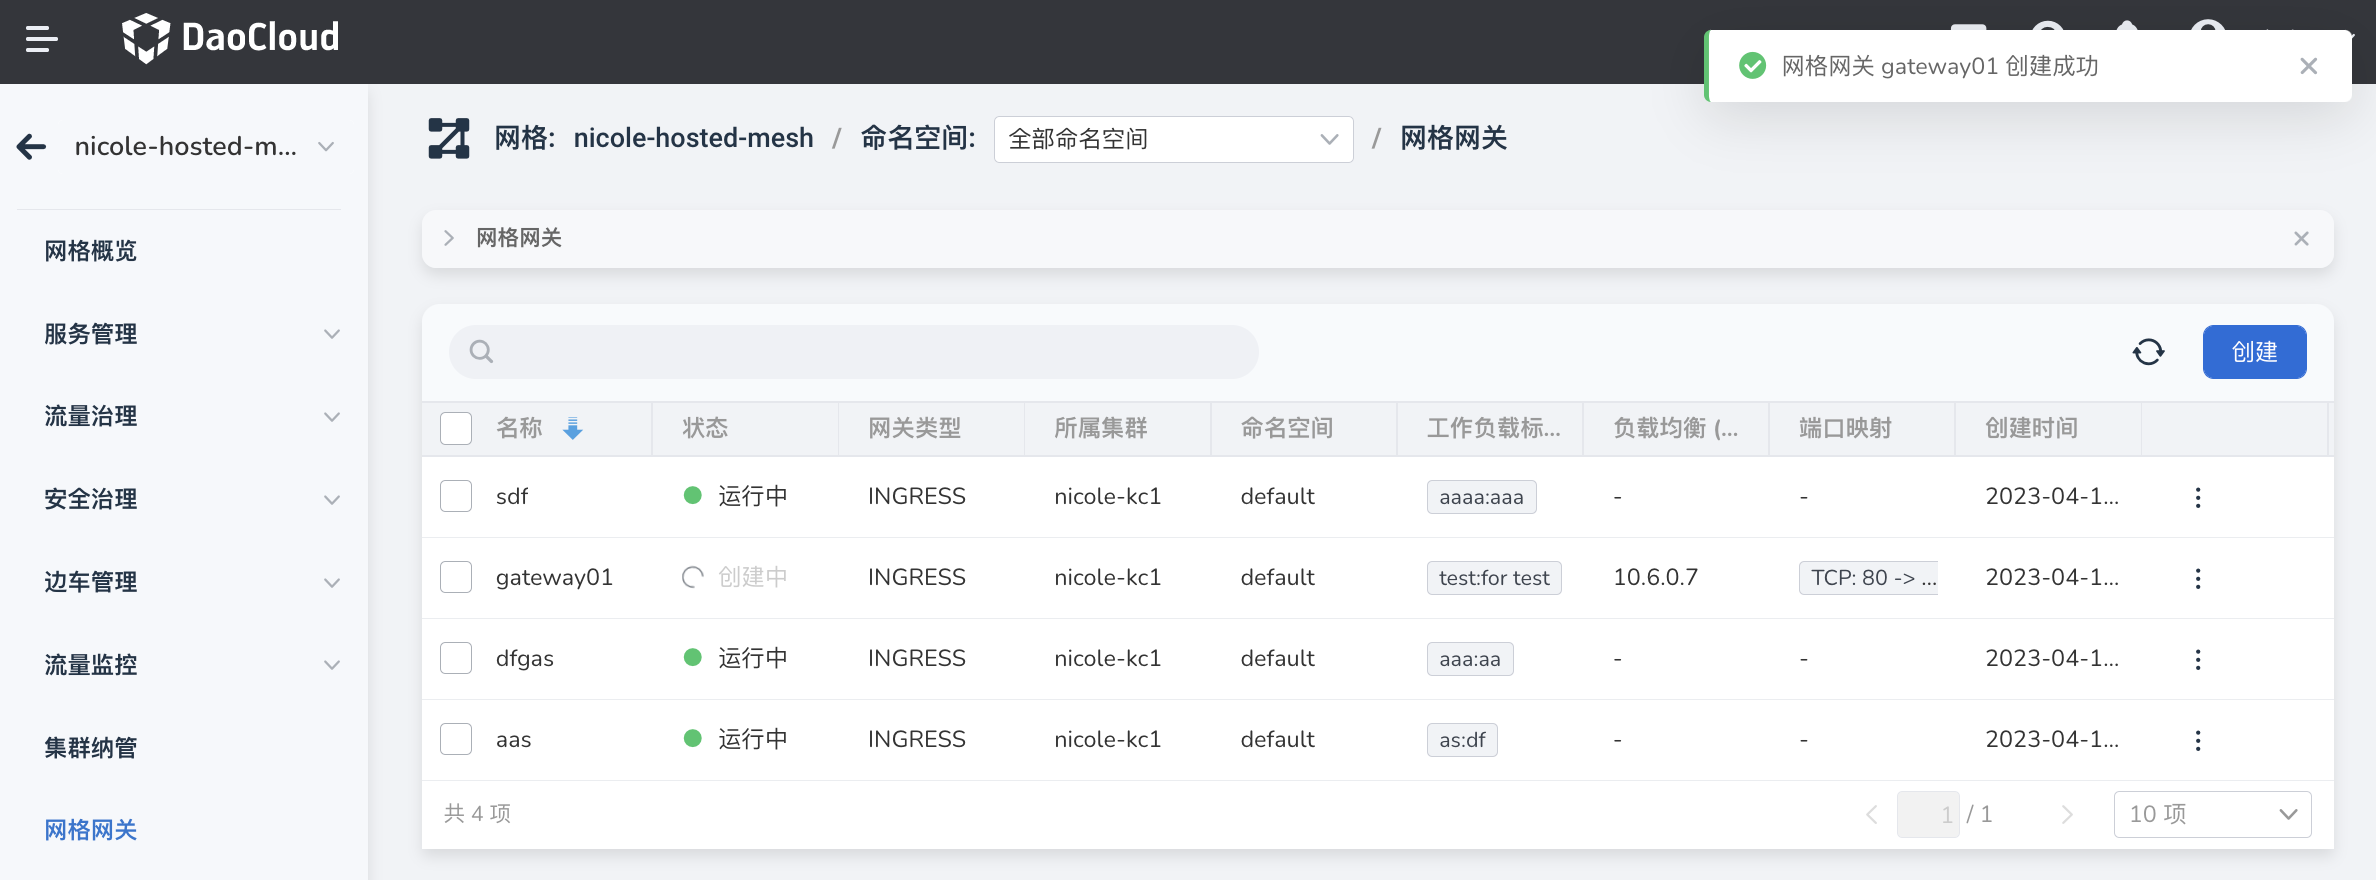 DaoCloud
网格网关 gateway01 创建成功
nicole-hosted-m...
网格: nicole-hosted-mesh / 命名空间: 全部命名空间 / 网格网关
网格概览
服务管理
流量治理
安全治理
边车管理
流量监控
集群纳管
网格网关
网格网关
创建
名称 状态 网关类型 所属集群 命名空间 工作负载标... 负载均衡 (... 端口映射 创建时间
sdf 运行中 INGRESS nicole-kc1 default aaaa:aaa - - 2023-04-1...
gateway01 创建中 INGRESS nicole-kc1 default test:for test 10.6.0.7 TCP: 80 -> ... 2023-04-1...
dfgas 运行中 INGRESS nicole-kc1 default aaa:aa - - 2023-04-1...
aas 运行中 INGRESS nicole-kc1 default as:df - - 2023-04-1...
共 4 项 1 / 1 10 项